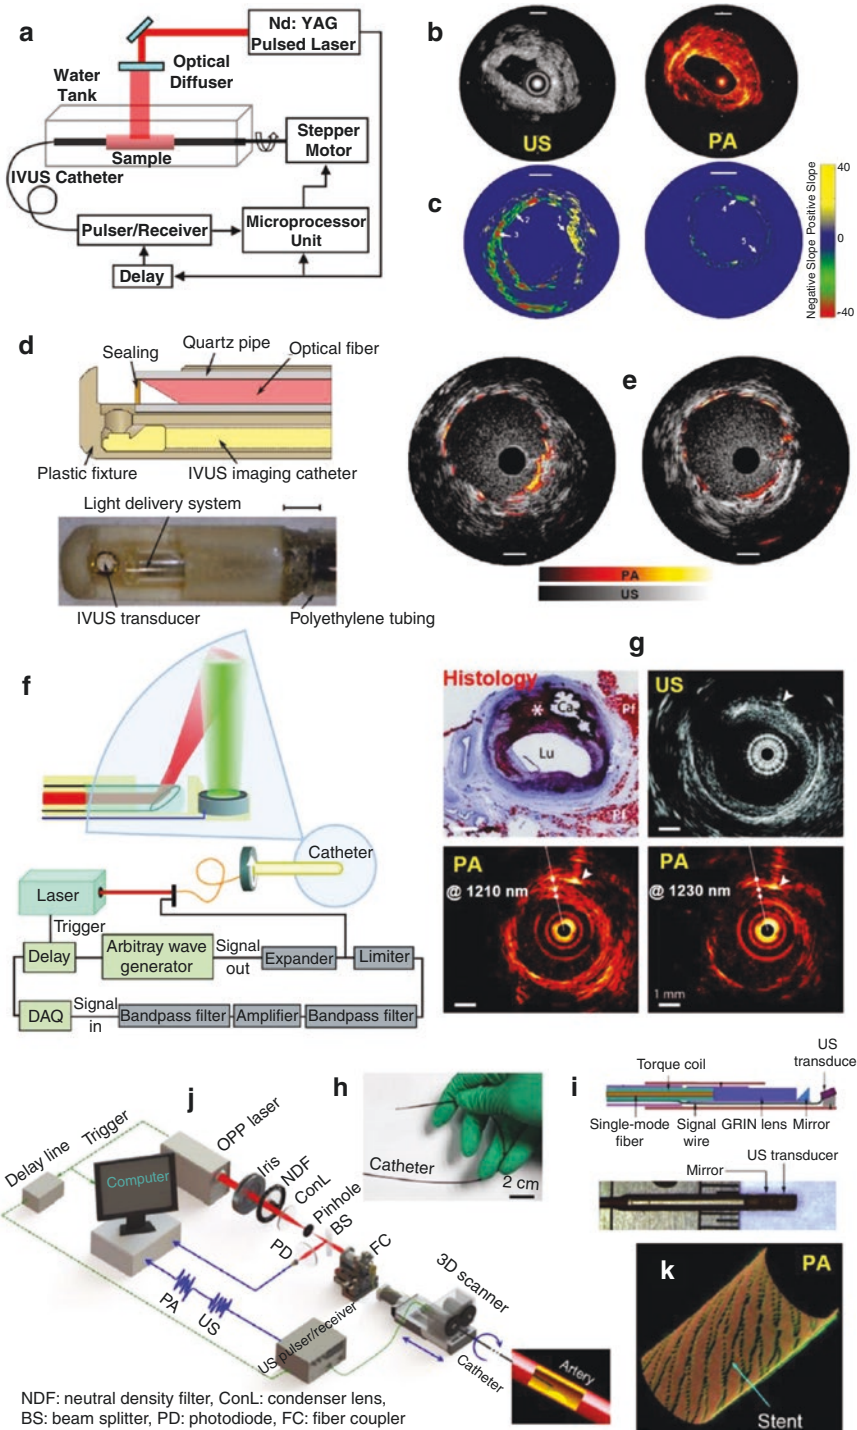 a
Nd: YAG
Pulsed Laser
Optical
Diffuser
Water
Tank
Sample
Stepper
Motor
IVUS Catheter
Pulser/Receiver
Microprocessor
Unit
Delay
b
US
PA
c
1
2
3
4
5
40
0
-40
Negative Slope Positive Slope
d
Sealing
Quartz pipe
Optical fiber
Plastic fixture
IVUS imaging catheter
Light delivery system
IVUS transducer
Polyethylene tubing
e
PA
US
f
Catheter
Laser
Trigger
Delay
Arbitray wave
generator
Signal
out
Expander
Limiter
DAQ
Signal
in
Bandpass filter
Amplifier
Bandpass filter
g
Histology
*
Ca
Pf
Lu
Pf
US
PA
@ 1210 nm
PA
@ 1230 nm
1 mm
h
Catheter
2 cm
i
Torque coil
US
transduce
Single-mode
fiber
Signal
wire
GRIN lens
Mirror
Mirror
US transducer
j
Delay line
Trigger
Computer
OPP laser
Iris
NDF
ConL
Pinhole
BS
PD
FC
3D scanner
PA
US
US pulser/receiver
Catheter
Artery
NDF: neutral density filter, ConL: condenser lens,
BS: beam splitter, PD: photodiode, FC: fiber coupler
k
PA
Stent